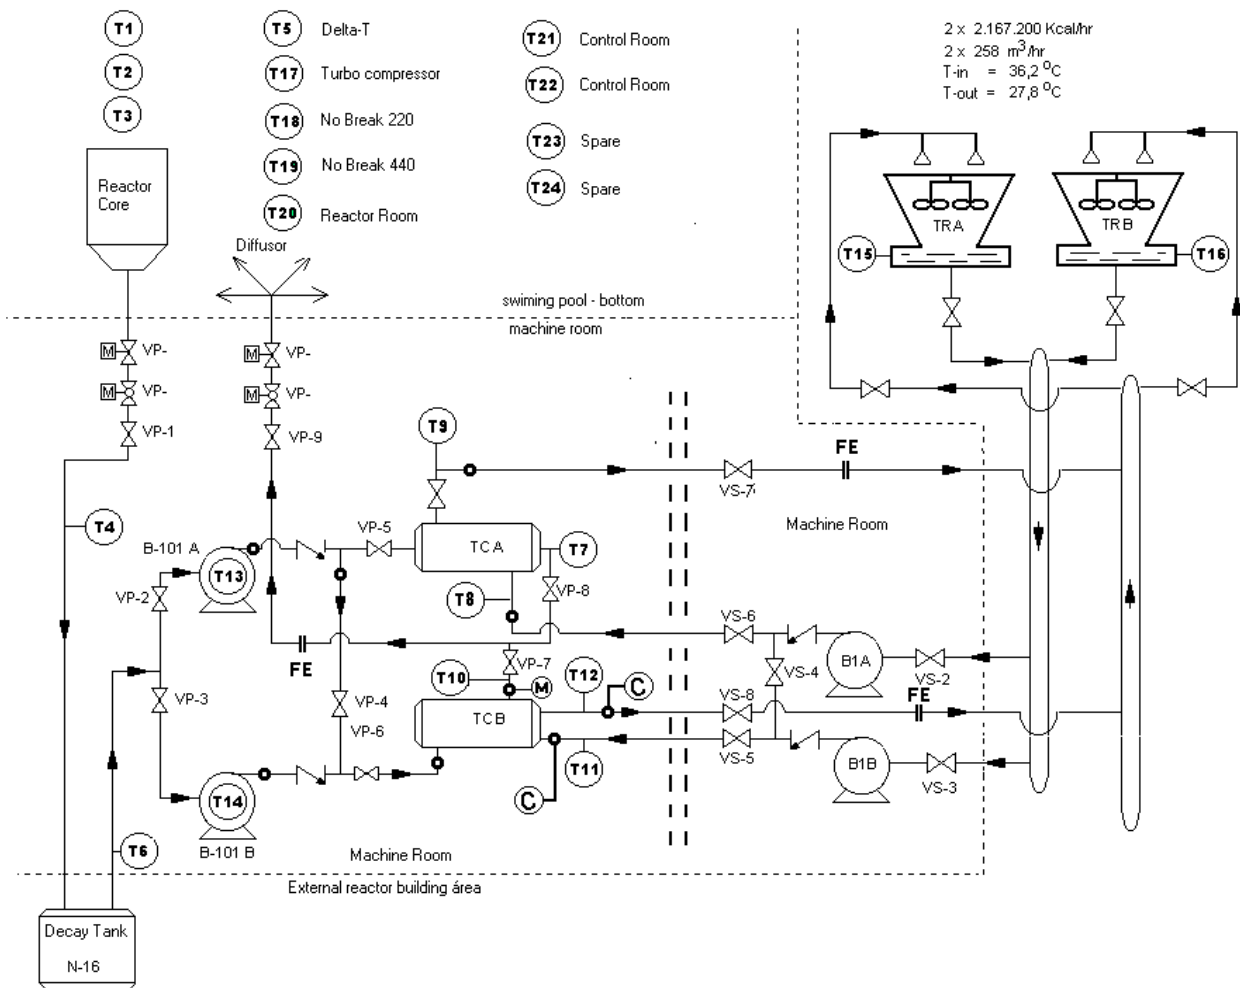 T1
T2
T3
T5 Delta-T
T17 Turbo compressor
T18 No Break 220
T19 No Break 440
T20 Reactor Room
T21 Control Room
T22 Control Room
T23 Spare
T24 Spare
2 x 2.167.200 Kcal/hr
2 x 258 m³/hr
T-in = 36,2 ºC
T-out = 27,8 ºC
Reactor
Core
Diffusor
TRA
TRB
T15
T16
swiming pool - bottom
machine room
M VP-
M VP-
VP-1
M VP-
M VP-
VP-9
T9
FE
VS-7
Machine Room
T4
B-101 A
T13
VP-2
VP-5
TCA
T7
VP-8
T8
FE
VP-7
VS-6
VS-4
B1A
VS-2
VP-3
VP-4
VP-6
T10
M
T12
C
VS-8
FE
TCB
T11
C
VS-5
B1B
VS-3
T14
B-101 B
T6
Machine Room
External reactor building área
Decay Tank
N-16